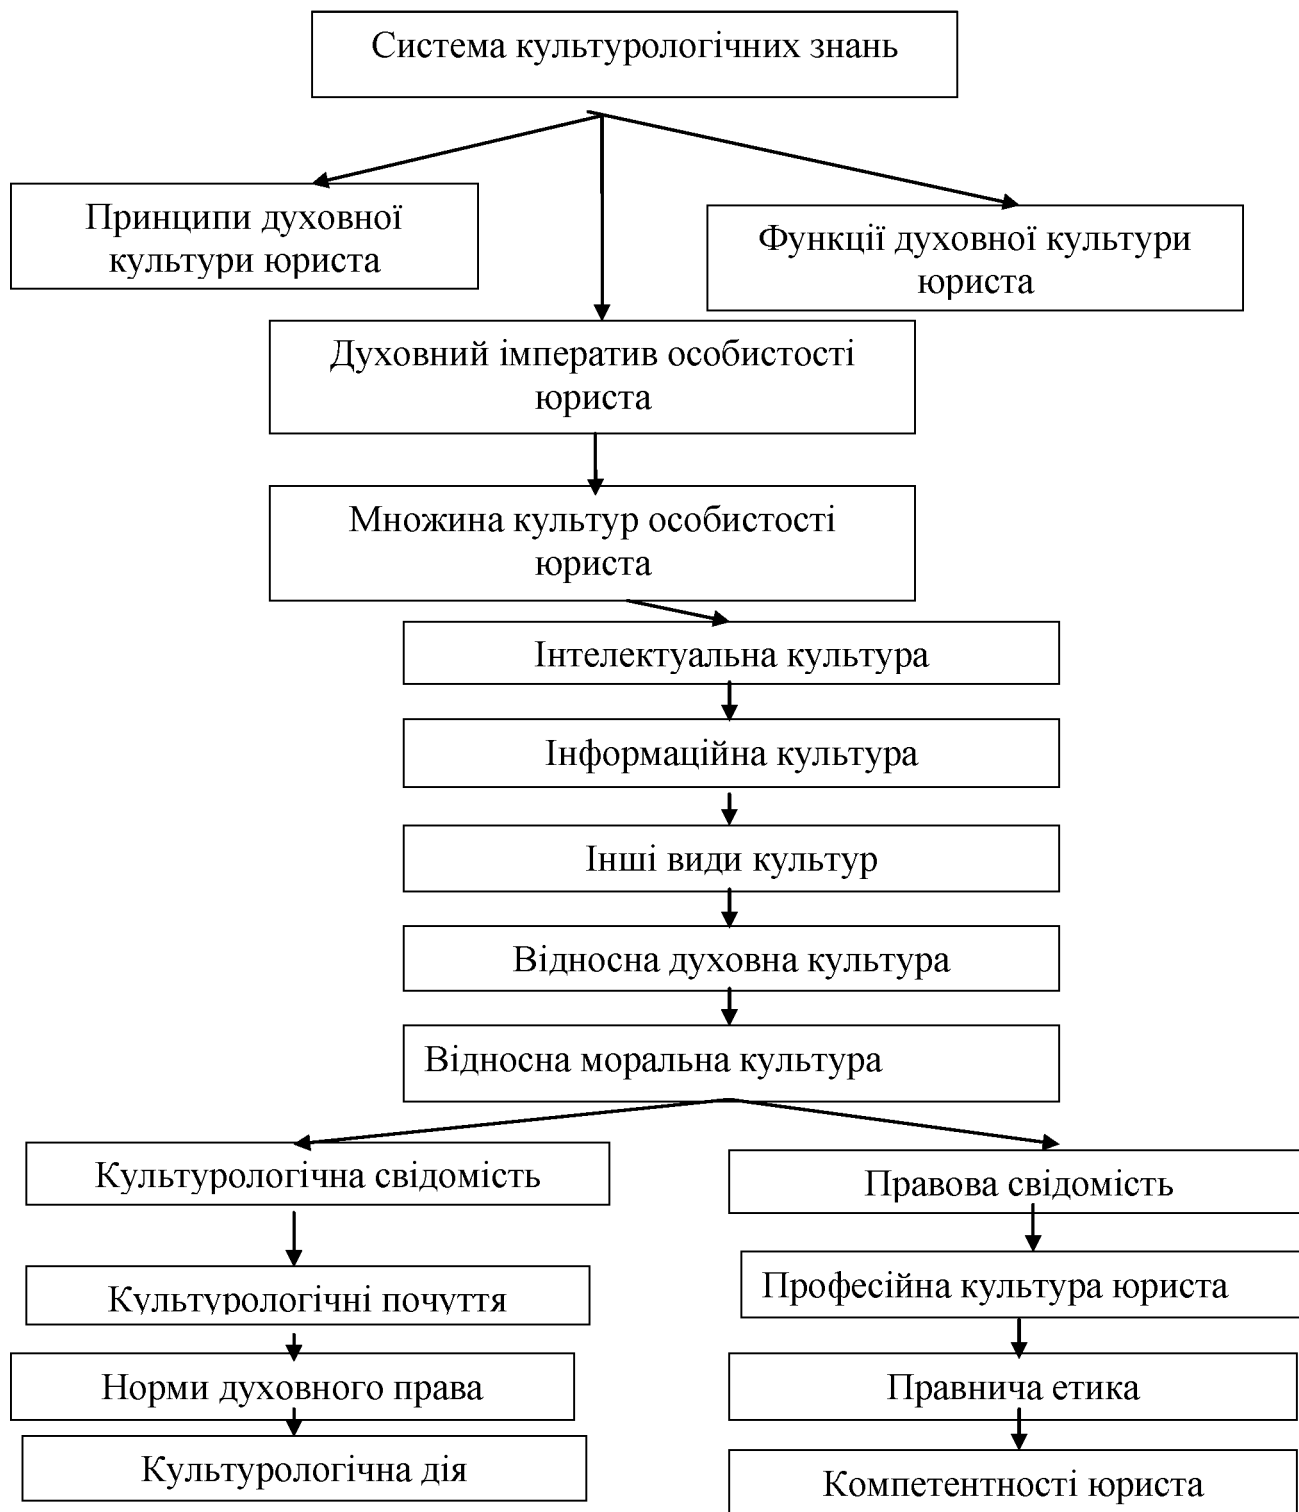 Система культурологічних знань
Принципи духовної
культури юриста
Функції духовної культури
юриста
Духовний імператив особистості
юриста
Множина культур особистості
юриста
Інтелектуальна культура
Інформаційна культура
Інші види культур
Відносна духовна культура
Відносна моральна культура
Культурологічна свідомість
Правова свідомість
Культурологічні почуття
Професійна культура юриста
Норми духовного права
Правнича етика
Культурологічна дія
Компетентності юриста